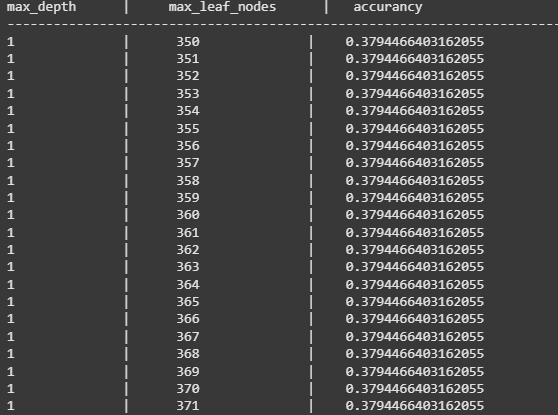 max_depth | max_leaf_nodes | accurancy
----------------------------------------------------------------------
1 | 350 | 0.3794466403162055
1 | 351 | 0.3794466403162055
1 | 352 | 0.3794466403162055
1 | 353 | 0.3794466403162055
1 | 354 | 0.3794466403162055
1 | 355 | 0.3794466403162055
1 | 356 | 0.3794466403162055
1 | 357 | 0.3794466403162055
1 | 358 | 0.3794466403162055
1 | 359 | 0.3794466403162055
1 | 360 | 0.3794466403162055
1 | 361 | 0.3794466403162055
1 | 362 | 0.3794466403162055
1 | 363 | 0.3794466403162055
1 | 364 | 0.3794466403162055
1 | 365 | 0.3794466403162055
1 | 366 | 0.3794466403162055
1 | 367 | 0.3794466403162055
1 | 368 | 0.3794466403162055
1 | 369 | 0.3794466403162055
1 | 370 | 0.3794466403162055
1 | 371 | 0.3794466403162055